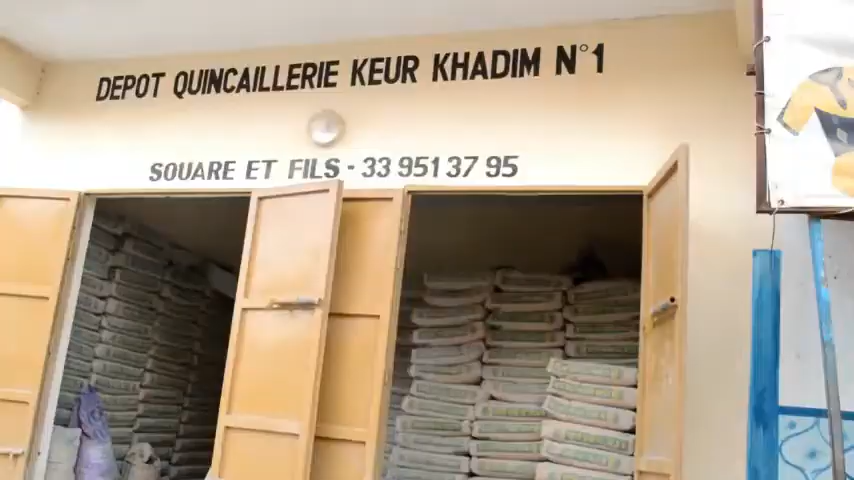 DEPOT QUINCAILLERIE KEUR KHADIM N°1
SOUARE ET FILS - 33 951 37 95